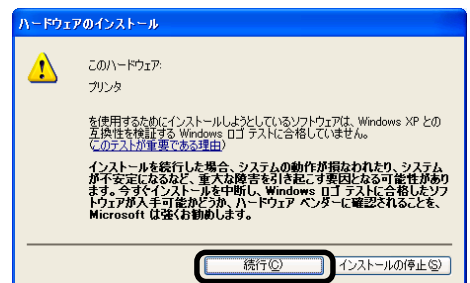 ハードウェアのインストール
このハードウェア:
プリンタ
を使用するためにインストールしようとしているソフトウェアは、Windows XP との
互換性を検証する Windows ロゴ テストに合格していません。
(このテストが重要である理由)
インストールを続行した場合、システムの動作が損なわれたり、システム
が不安定になるなど、重大な障害を引き起こす要因となる可能性があり
ます。今すぐインストールを中断し、Windows ロゴ テストに合格したソフ
トウェアが入手可能かどうか、ハードウェア ベンダーに確認されることを、
Microsoft は強くお勧めします。
続行(C) インストールの停止(S)